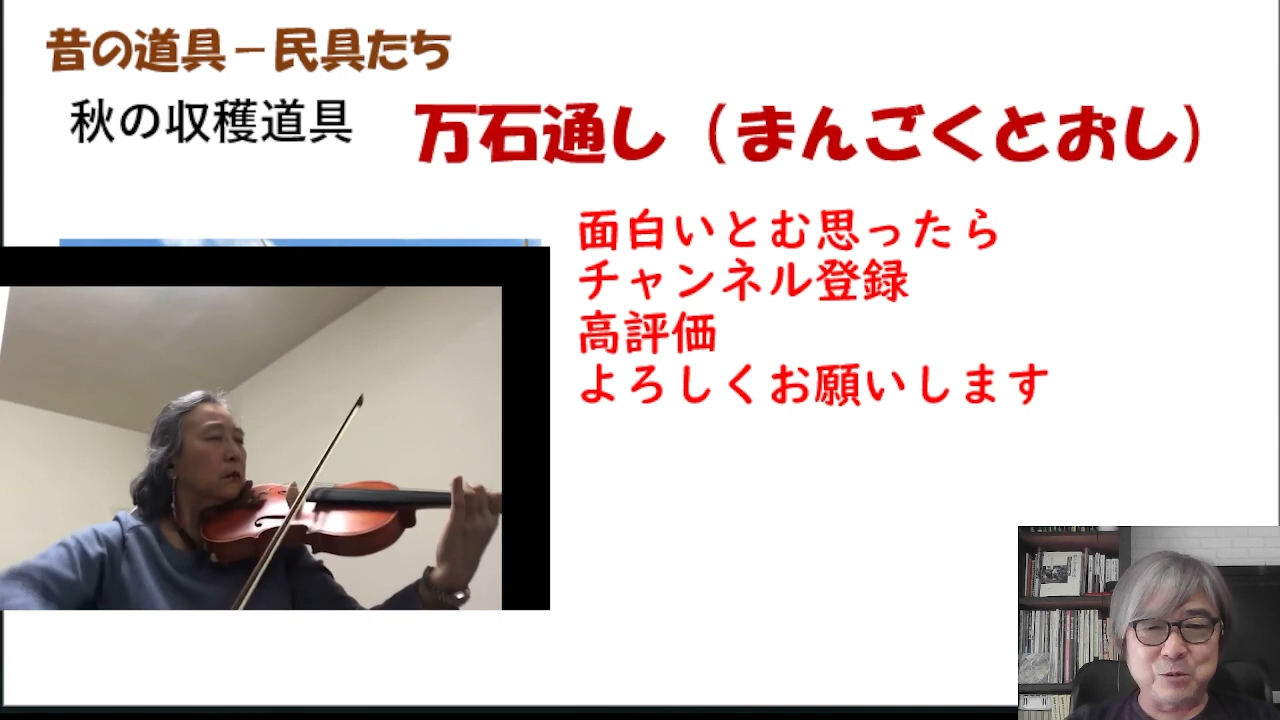 昔の道具－民具たち
秋の収穫道具
万石通し（まんごくとおし）
面白いとむ思ったら
チャンネル登録
高評価
よろしくお願いします